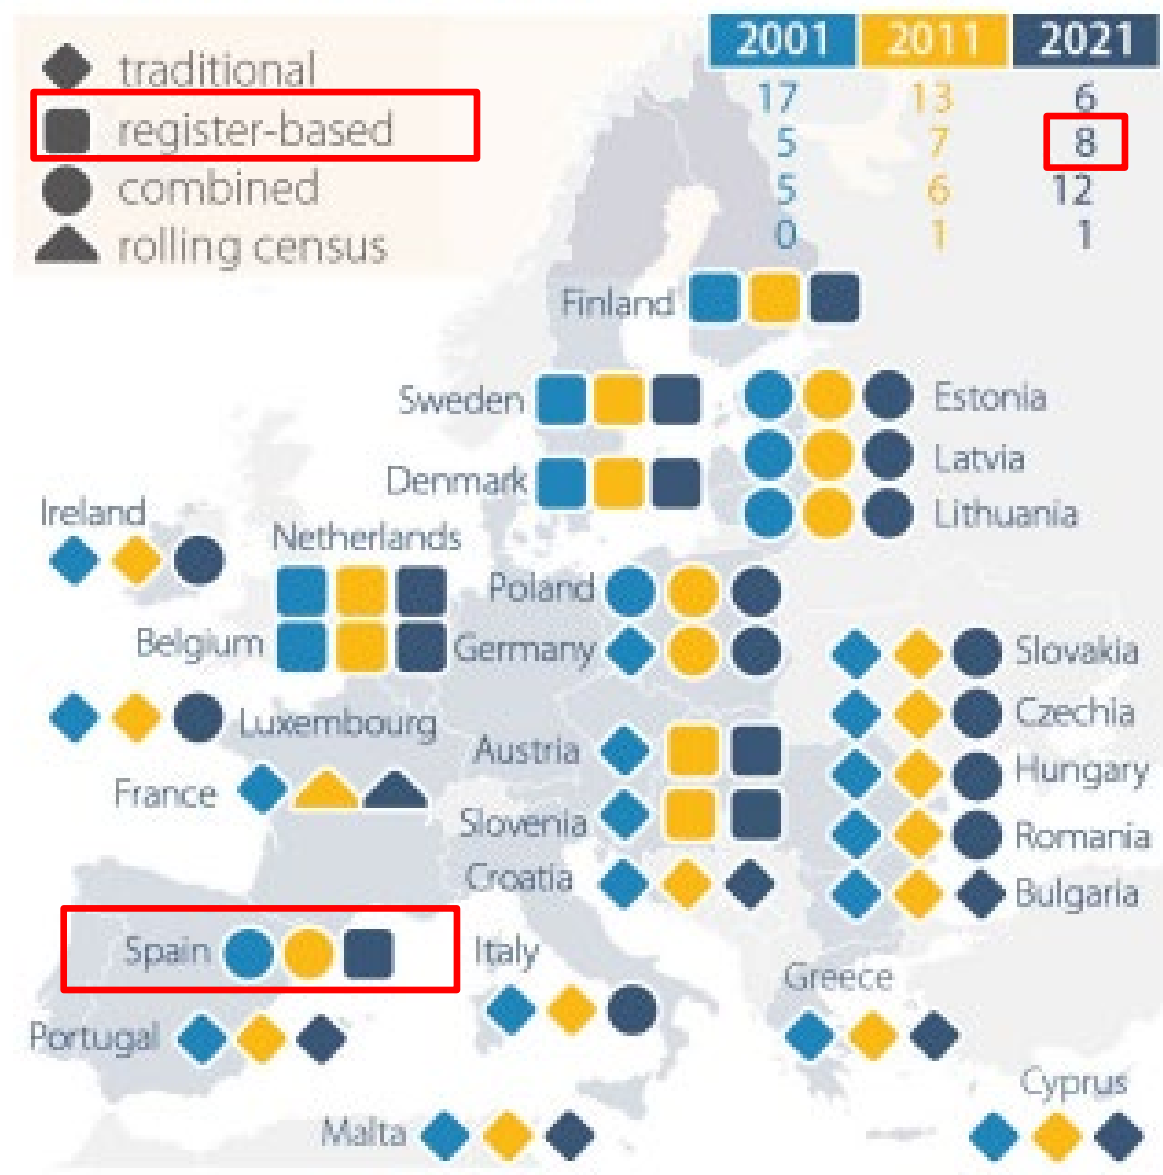 2001 2011 2021
traditional 17 13 6
register-based 5 7 8
combined 5 6 12
rolling census 0 1 1
Finland
Sweden
Estonia
Latvia
Denmark
Lithuania
Ireland
Netherlands
Poland
Belgium
Germany
Slovakia
Luxembourg
Czechia
Austria
Hungary
France
Slovenia
Romania
Croatia
Bulgaria
Spain
Italy
Greece
Portugal
Cyprus
Malta